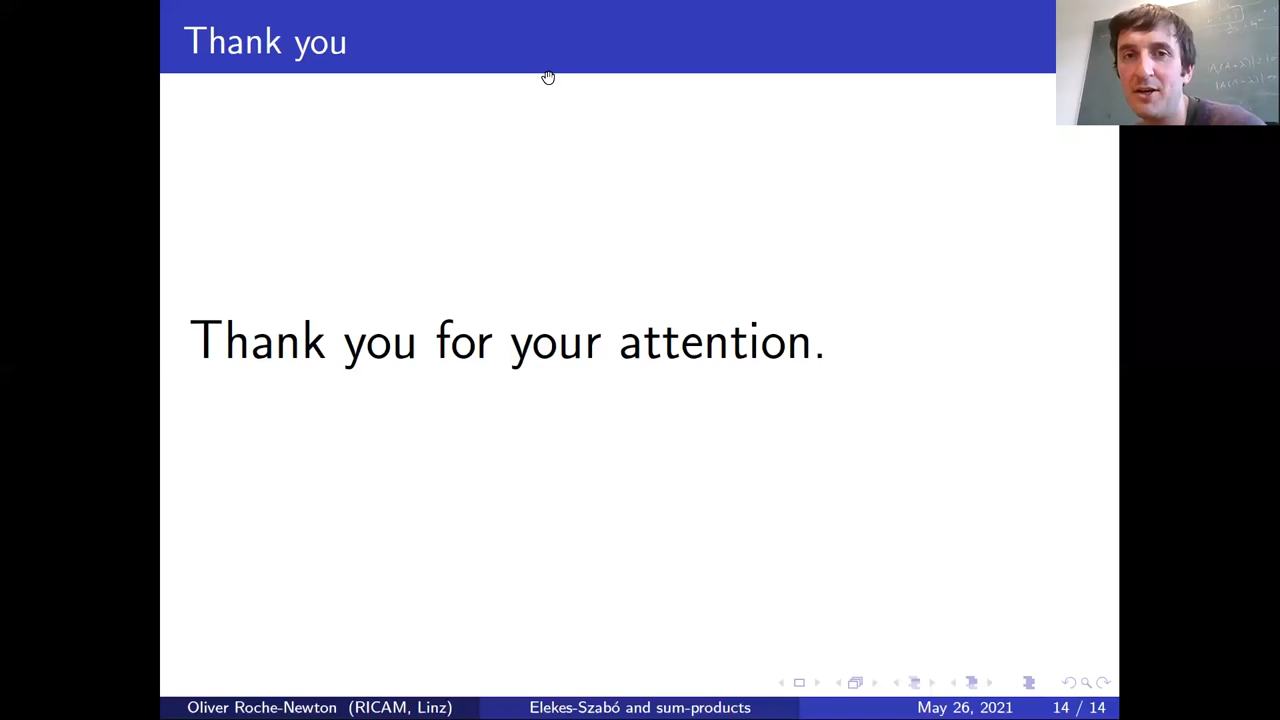 Thank you
Thank you for your attention.
Oliver Roche-Newton (RICAM, Linz) Elekes-Szabó and sum-products May 26, 2021 14 / 14